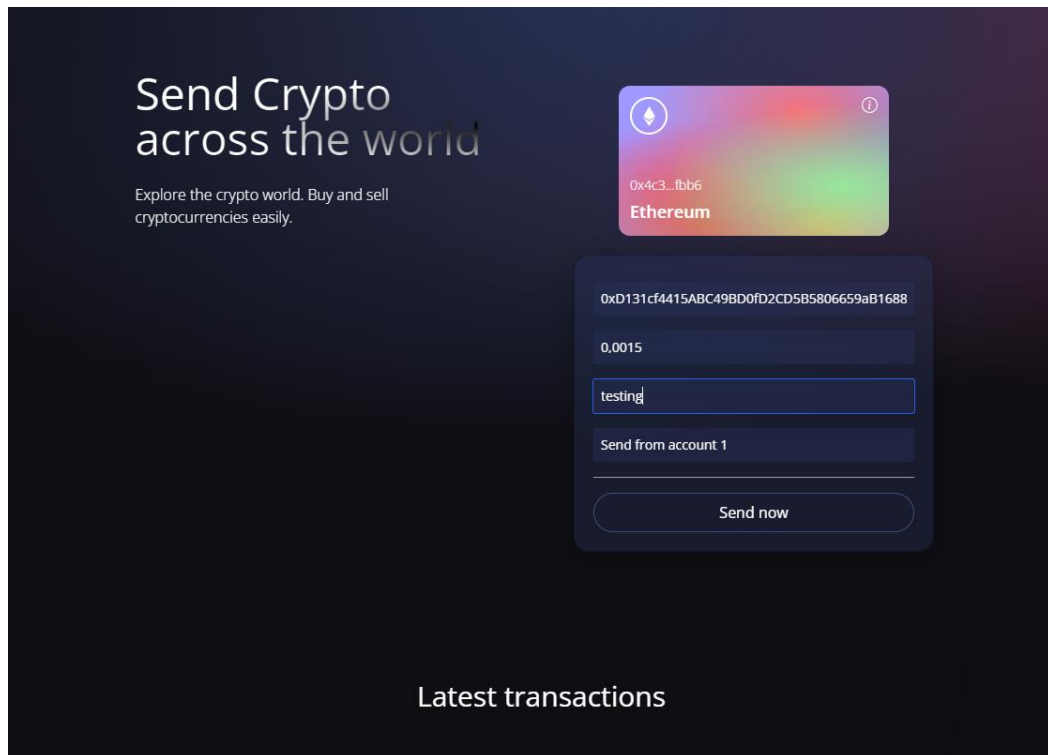 Send Crypto
across the world
Explore the crypto world. Buy and sell
cryptocurrencies easily.
0x4c3...fbb6
Ethereum
0xD131cf4415ABC49BD0fD2CD5B5806659aB1688
0,0015
testing
Send from account 1
Send now
Latest transactions